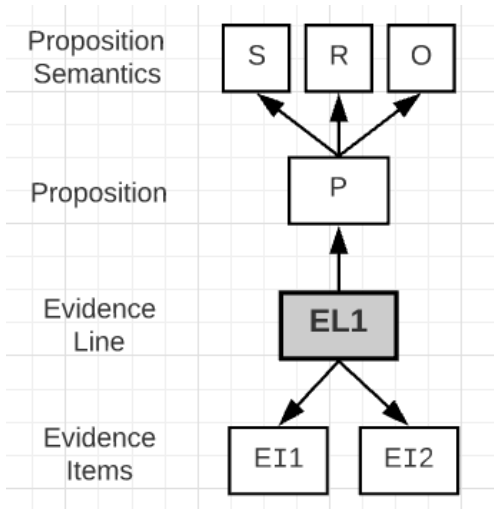 Proposition
Semantics
S R O
Proposition
P
Evidence
Line
EL1
Evidence
Items
EI1 EI2